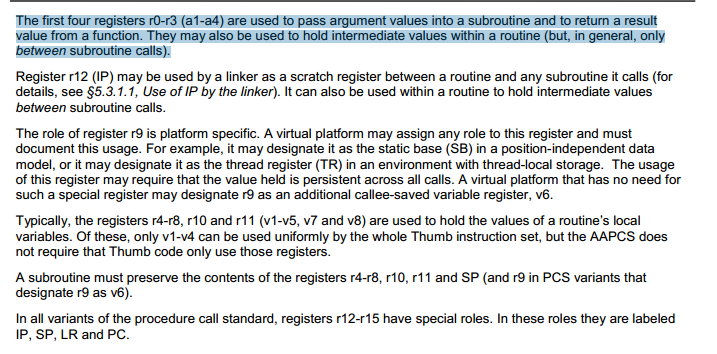 The first four registers r0-r3 (a1-a4) are used to pass argument values into a subroutine and to return a result
value from a function. They may also be used to hold intermediate values within a routine (but, in general, only
between subroutine calls).
Register r12 (IP) may be used by a linker as a scratch register between a routine and any subroutine it calls (for
details, see §5.3.1.1, Use of IP by the linker). It can also be used within a routine to hold intermediate values
between subroutine calls.
The role of register r9 is platform specific. A virtual platform may assign any role to this register and must
document this usage. For example, it may designate it as the static base (SB) in a position-independent data
model, or it may designate it as the thread register (TR) in an environment with thread-local storage. The usage
of this register may require that the value held is persistent across all calls. A virtual platform that has no need for
such a special register may designate r9 as an additional callee-saved variable register, v6.
Typically, the registers r4-r8, r10 and r11 (v1-v5, v7 and v8) are used to hold the values of a routine's local
variables. Of these, only v1-v4 can be used uniformly by the whole Thumb instruction set, but the AAPCS does
not require that Thumb code only use those registers.
A subroutine must preserve the contents of the registers r4-r8, r10, r11 and SP (and r9 in PCS variants that
designate r9 as v6).
In all variants of the procedure call standard, registers r12-r15 have special roles. In these roles they are labeled
IP, SP, LR and PC.